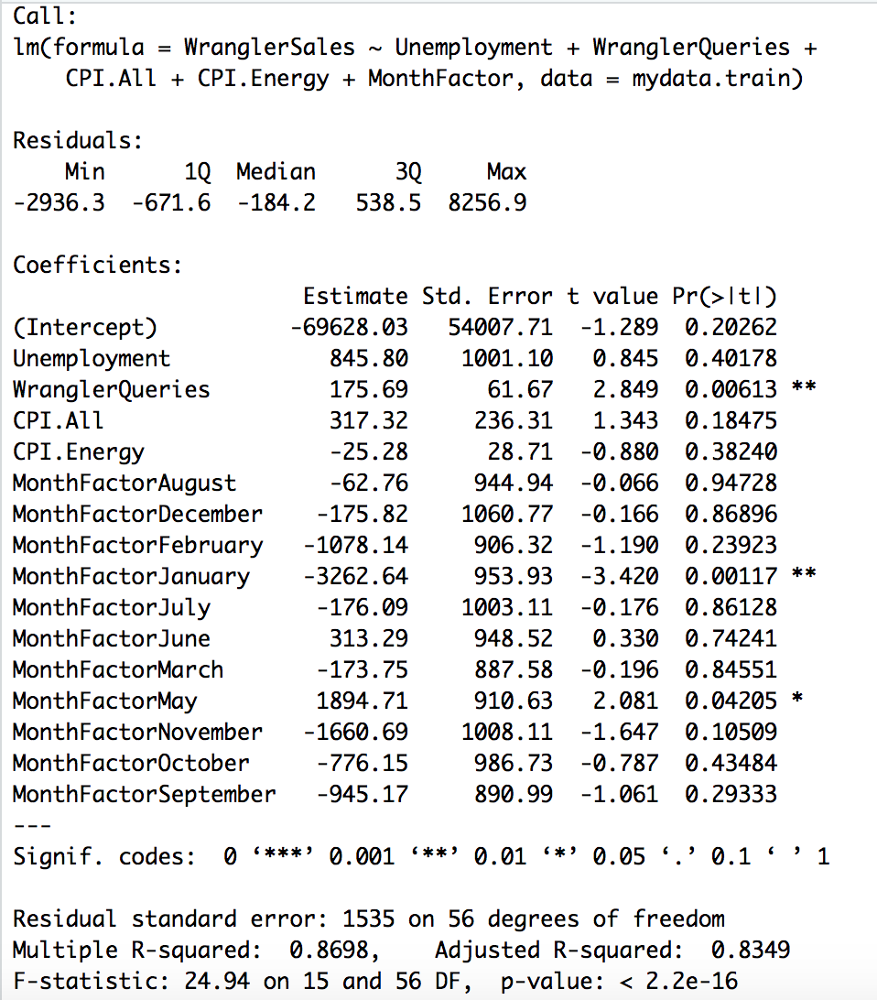 Call:
lm(formula = WranglerSales ~ Unemployment + WranglerQueries +
    CPI.All + CPI.Energy + MonthFactor, data = mydata.train)

Residuals:
    Min      1Q  Median      3Q     Max
-2936.3  -671.6  -184.2   538.5  8256.9

Coefficients:
                      Estimate Std. Error t value Pr(>|t|)
(Intercept)          -69628.03   54007.71  -1.289  0.20262
Unemployment            845.80    1001.10   0.845  0.40178
WranglerQueries         175.69      61.67   2.849  0.00613 **
CPI.All                 317.32     236.31   1.343  0.18475
CPI.Energy              -25.28      28.71  -0.880  0.38240
MonthFactorAugust       -62.76     944.94  -0.066  0.94728
MonthFactorDecember    -175.82    1060.77  -0.166  0.86896
MonthFactorFebruary   -1078.14     906.32  -1.190  0.23923
MonthFactorJanuary    -3262.64     953.93  -3.420  0.00117 **
MonthFactorJuly        -176.09    1003.11  -0.176  0.86128
MonthFactorJune         313.29     948.52   0.330  0.74241
MonthFactorMarch       -173.75     887.58  -0.196  0.84551
MonthFactorMay         1894.71     910.63   2.081  0.04205 *
MonthFactorNovember   -1660.69    1008.11  -1.647  0.10509
MonthFactorOctober     -776.15     986.73  -0.787  0.43484
MonthFactorSeptember   -945.17     890.99  -1.061  0.29333
---
Signif. codes:  0 ‘***’ 0.001 ‘**’ 0.01 ‘*’ 0.05 ‘.’ 0.1 ‘ ’ 1

Residual standard error: 1535 on 56 degrees of freedom
Multiple R-squared:  0.8698,    Adjusted R-squared:  0.8349
F-statistic: 24.94 on 15 and 56 DF,  p-value: < 2.2e-16